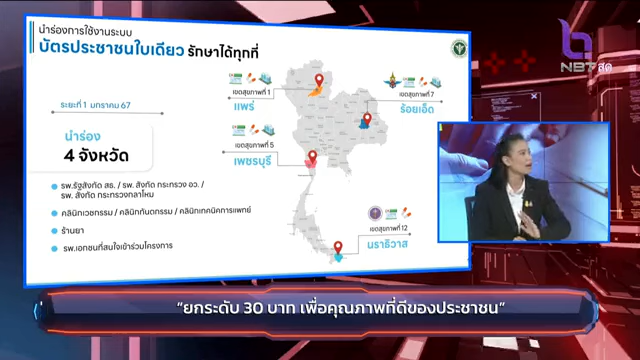 นำร่องการใช้งานระบบ
บัตรประชาชนใบเดียว รักษาได้ทุกที่
ระยะที่ 1 มกราคม 67
นำร่อง
4 จังหวัด
รพ.รัฐสังกัด สธ. / รพ. สังกัด กระทรวง อว. /
รพ. สังกัด กระทรวงกลาโหม
คลินิกเวชกรรม / คลินิกทันตกรรม / คลินิกเทคนิคการแพทย์
ร้านยา
รพ.เอกชนที่สนใจเข้าร่วมโครงการ
เขตสุขภาพที่ 1
แพร่
เขตสุขภาพที่ 7
ร้อยเอ็ด
เขตสุขภาพที่ 5
เพชรบุรี
เขตสุขภาพที่ 12
นราธิวาส
NBT สด
“ยกระดับ 30 บาท เพื่อคุณภาพที่ดีของประชาชน”